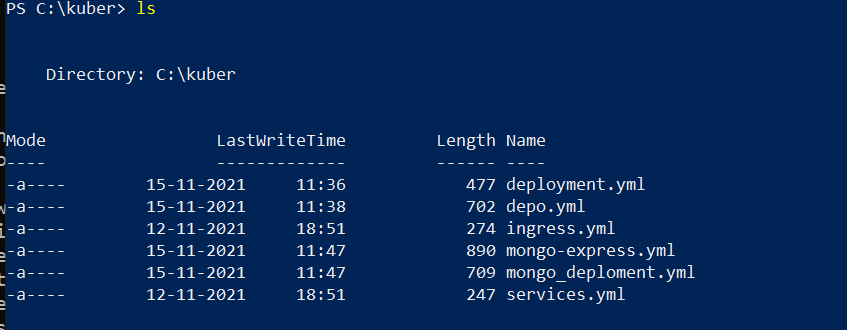 PS C:\kuber> ls
Directory: C:\kuber
Mode LastWriteTime Length Name
---- ------------- ------ ----
-a---- 15-11-2021 11:36 477 deployment.yml
-a---- 15-11-2021 11:38 702 depo.yml
-a---- 12-11-2021 18:51 274 ingress.yml
-a---- 15-11-2021 11:47 890 mongo-express.yml
-a---- 15-11-2021 11:47 709 mongo_deploment.yml
-a---- 12-11-2021 18:51 247 services.yml